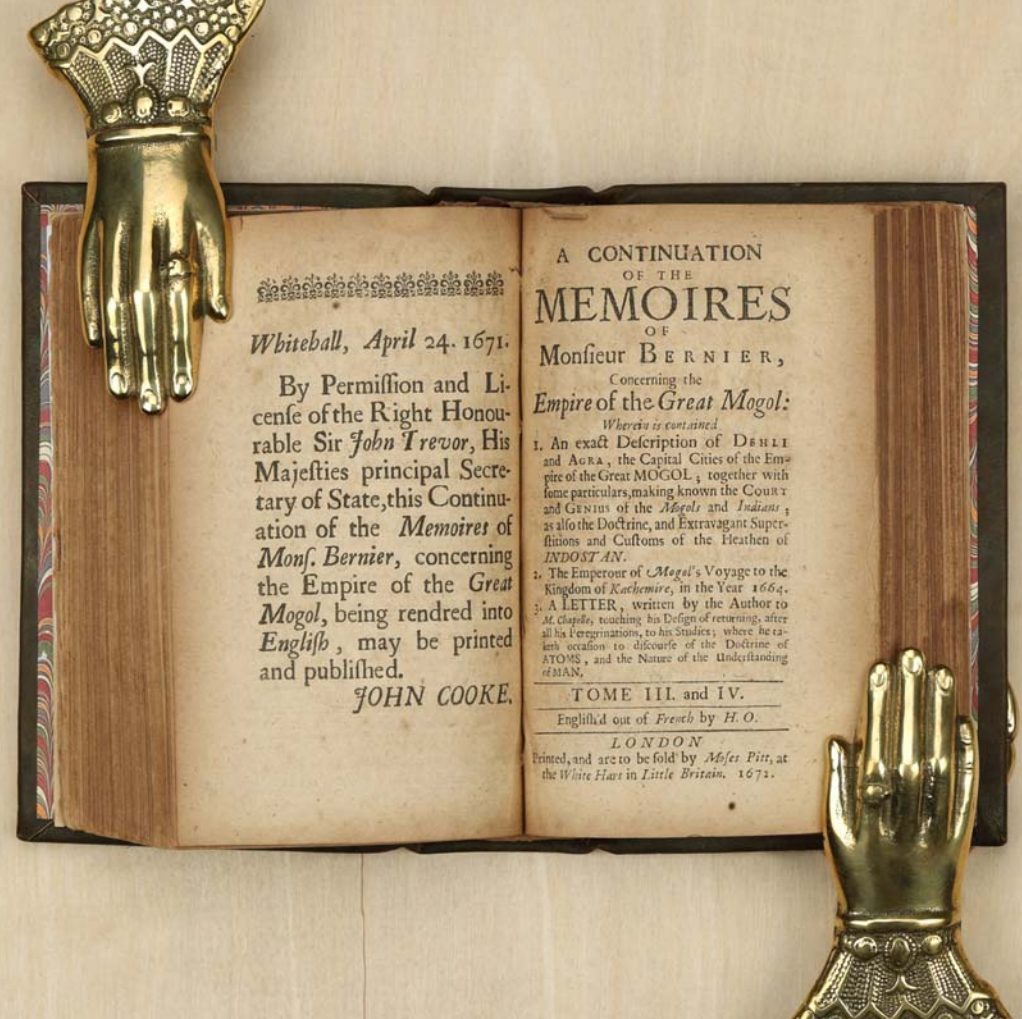 Whitehall, April 24. 1671.
By Permiſſion and Li-
cenſe of the Right Honou-
rable Sir John Trevor, His
Majeſties principal Secre-
tary of State, this Continu-
ation of the Memoires of
Monſ. Bernier, concerning
the Empire of the Great
Mogol, being rendred into
Engliſh, may be printed
and publiſhed.
JOHN COOKE.
A CONTINUATION
OF THE
MEMOIRES
OF
Monſieur BERNIER,
Concerning the
Empire of the Great Mogol:
Wherein is contained
1. An exact Deſcription of DEHLI
and AGRA, the Capital Cities of the Em-
pire of the Great MOGOL; together with
ſome particulars, making known the COURT
and GENIUS of the Mogols and Indians;
as alſo the Doctrine, and Extravagant Super-
ſtitions and Cuſtoms of the Heathen of
INDOSTAN.
2. The Emperour of Mogol's Voyage to the
Kingdom of Kachemire, in the Year 1664.
3. A LETTER, written by the Author to
M. Chapelle, touching his Deſign of returning, after
all his Peregrinations, to his Studies; where he ta-
keth occaſion to diſcourſe of the Doctrine of
ATOMS, and the Nature of the Underſtanding
of MAN.
TOME III. and IV.
Engliſh'd out of French by H. O.
LONDON
Printed, and are to be ſold by Moſes Pitt, at
the White Hart in Little Britain. 1672.